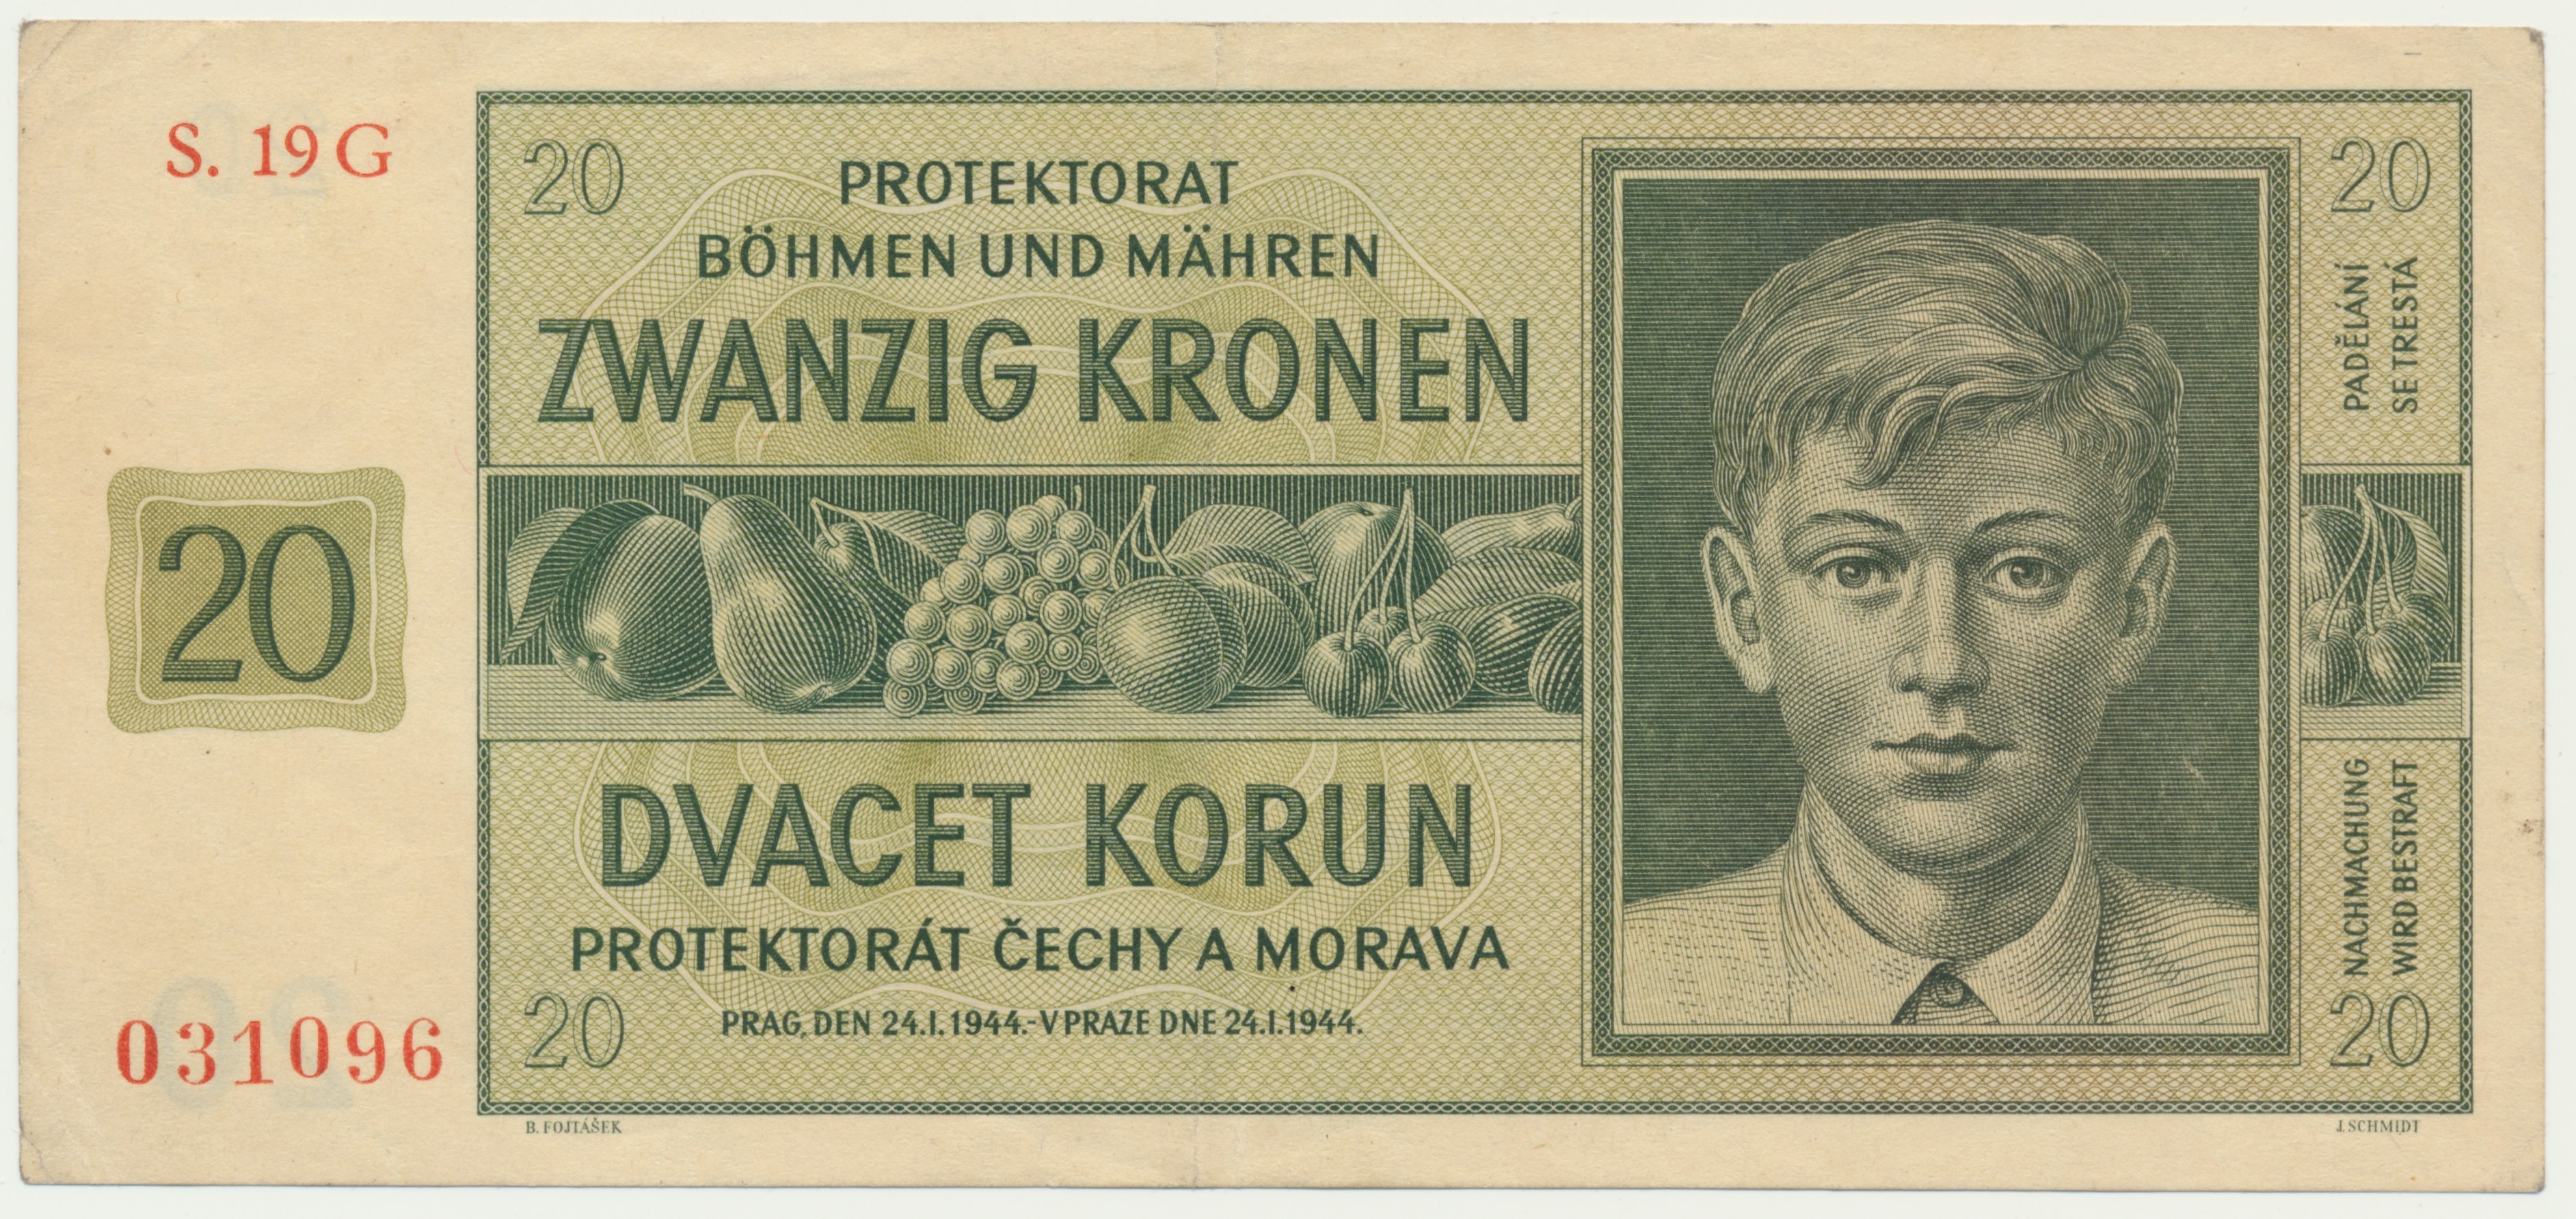 S. 19 G
20
PROTEKTORAT
BÖHMEN UND MÄHREN
ZWANZIG KRONEN
20
DVACET KORUN
PROTEKTORÁT ČECHY A MORAVA
20
PRAG, DEN 24.I.1944.-V PRAZE DNE 24.I.1944.
031096
20
PADĚLÁNÍ
SE TRESTÁ
NACHMACHUNG
WIRD BESTRAFT
20
B. FOJTÁŠEK
J. SCHMIDT